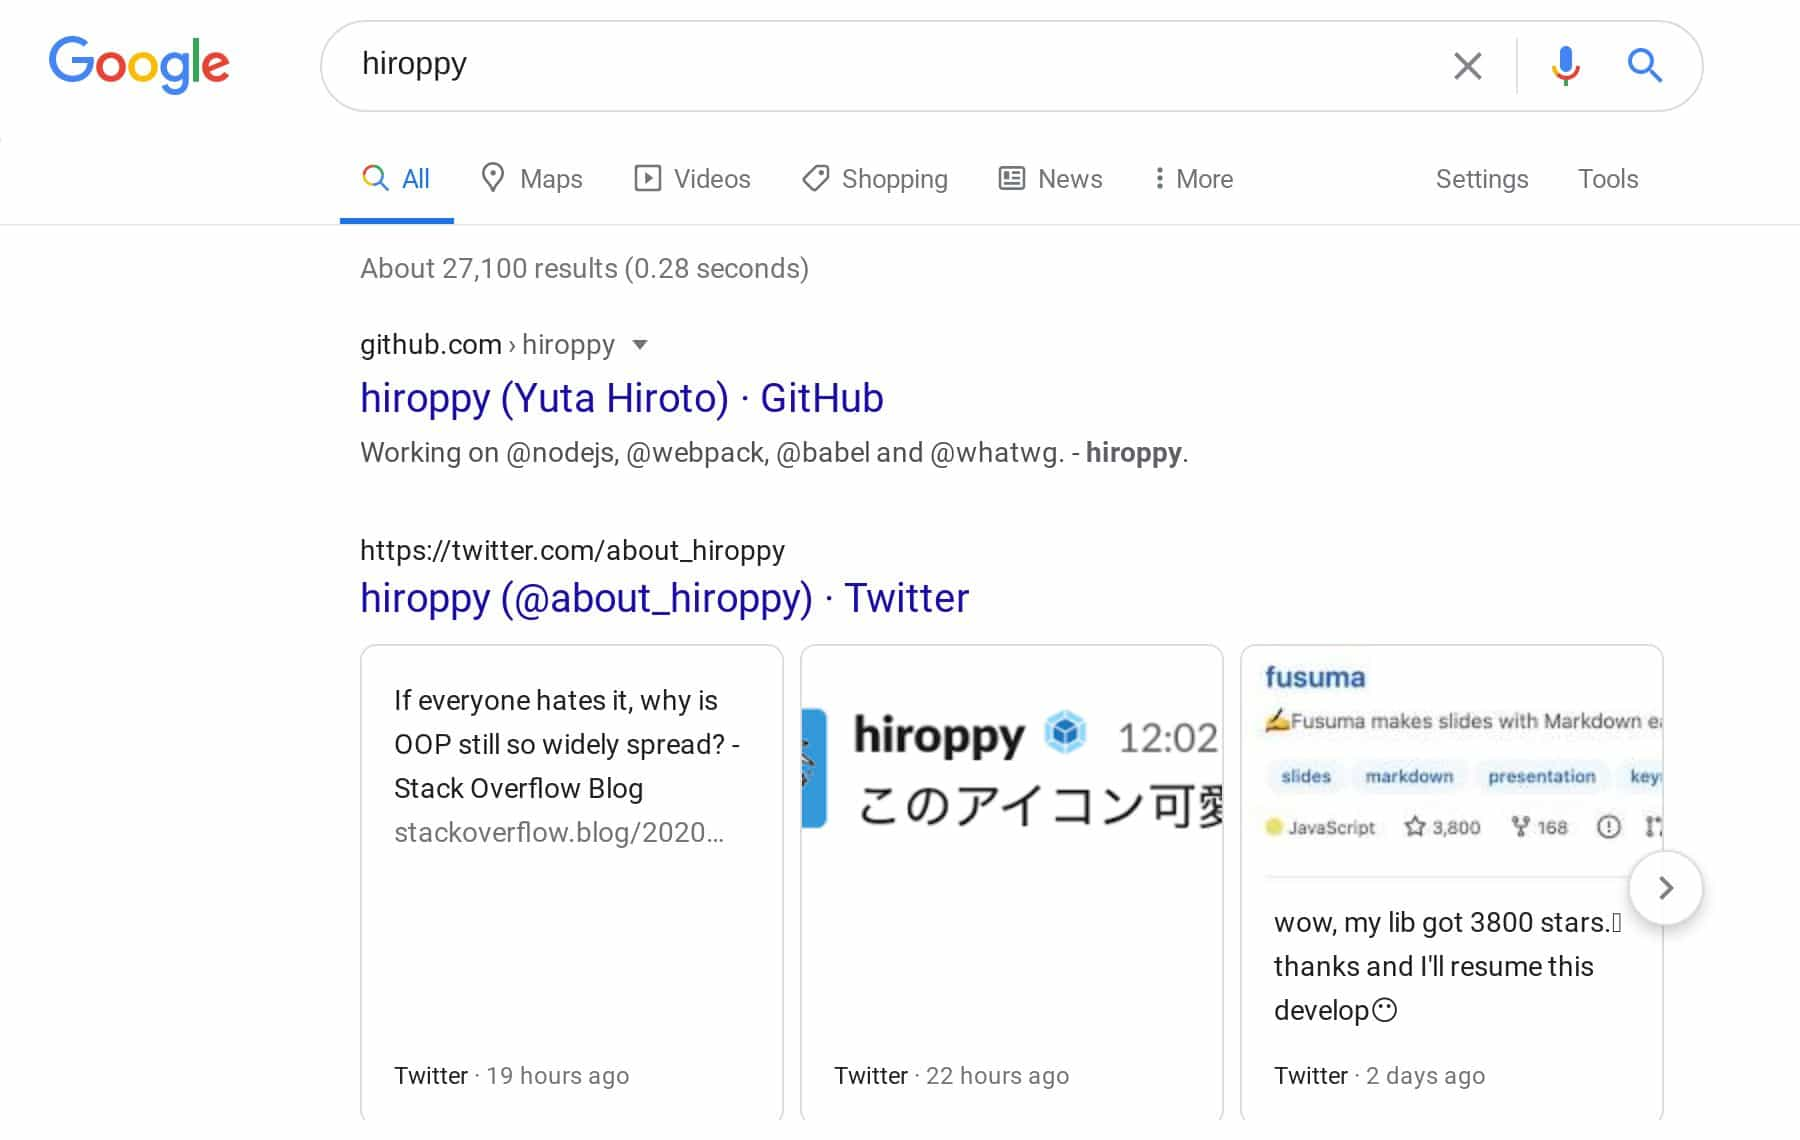 Google
hiroppy
All Maps Videos Shopping News More Settings Tools
About 27,100 results (0.28 seconds)
github.com › hiroppy
hiroppy (Yuta Hiroto) · GitHub
Working on @nodejs, @webpack, @babel and @whatwg. - hiroppy.
https://twitter.com/about_hiroppy
hiroppy (@about_hiroppy) · Twitter
If everyone hates it, why is
OOP still so widely spread? -
Stack Overflow Blog
stackoverflow.blog/2020...
Twitter · 19 hours ago
hiroppy 12:02
このアイコン可愛
Twitter · 22 hours ago
fusuma
✍Fusuma makes slides with Markdown
slides markdown presentation key
JavaScript 3,800 168
wow, my lib got 3800 stars.
thanks and I'll resume this
develop😶
Twitter · 2 days ago